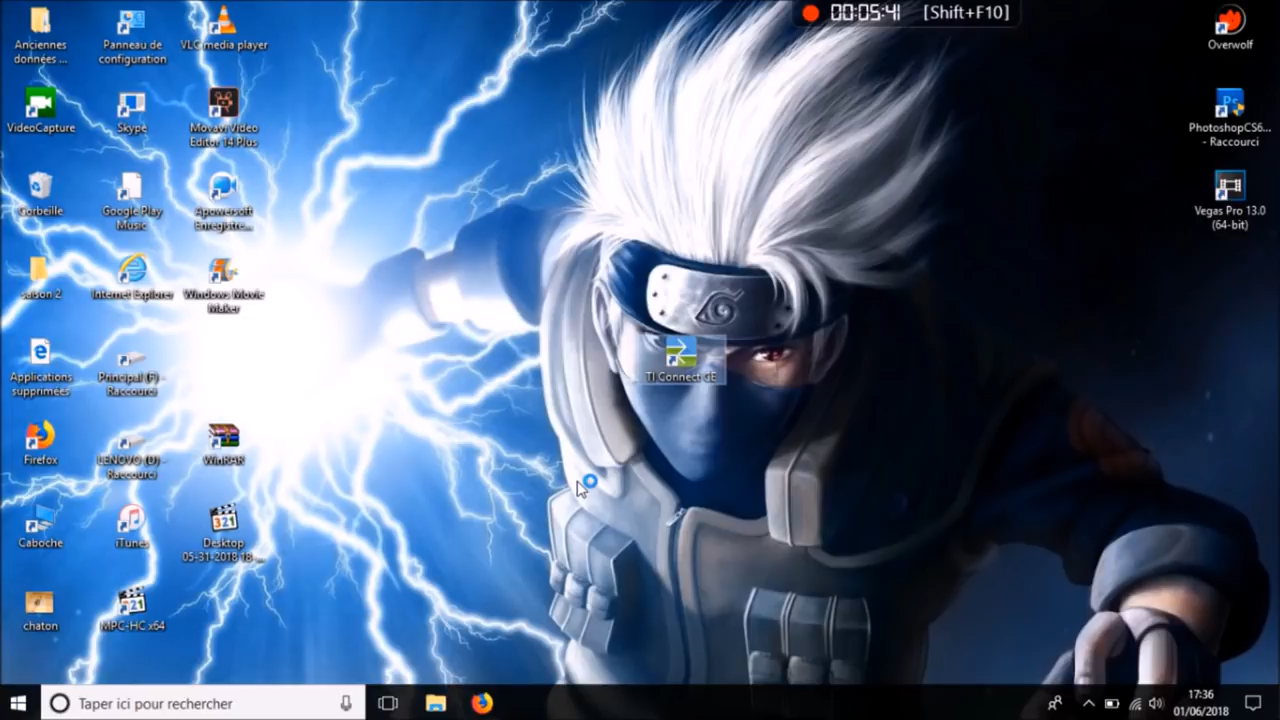 00:05:41 [Shift+F10]
Anciennes
données ...
Panneau de
configuration
VLC media player
Overwolf
VideoCapture
Skype
Movavi Video
Editor 14 Plus
PhotoshopCS6...
- Raccourci
Corbeille
Google Play
Music
Apowersoft
Enregistre...
Vegas Pro 13.0
(64-bit)
saison 2
Internet Explorer
Windows Movie
Maker
Applications
supprimées
Principal (F) -
Raccourci
TI Connect CE
Firefox
LENOVO (D) -
Raccourci
WinRAR
Caboche
iTunes
321
Desktop
05-31-2018 18-...
chaton
321
MPC-HC x64
Taper ici pour rechercher
17:36
01/06/2018